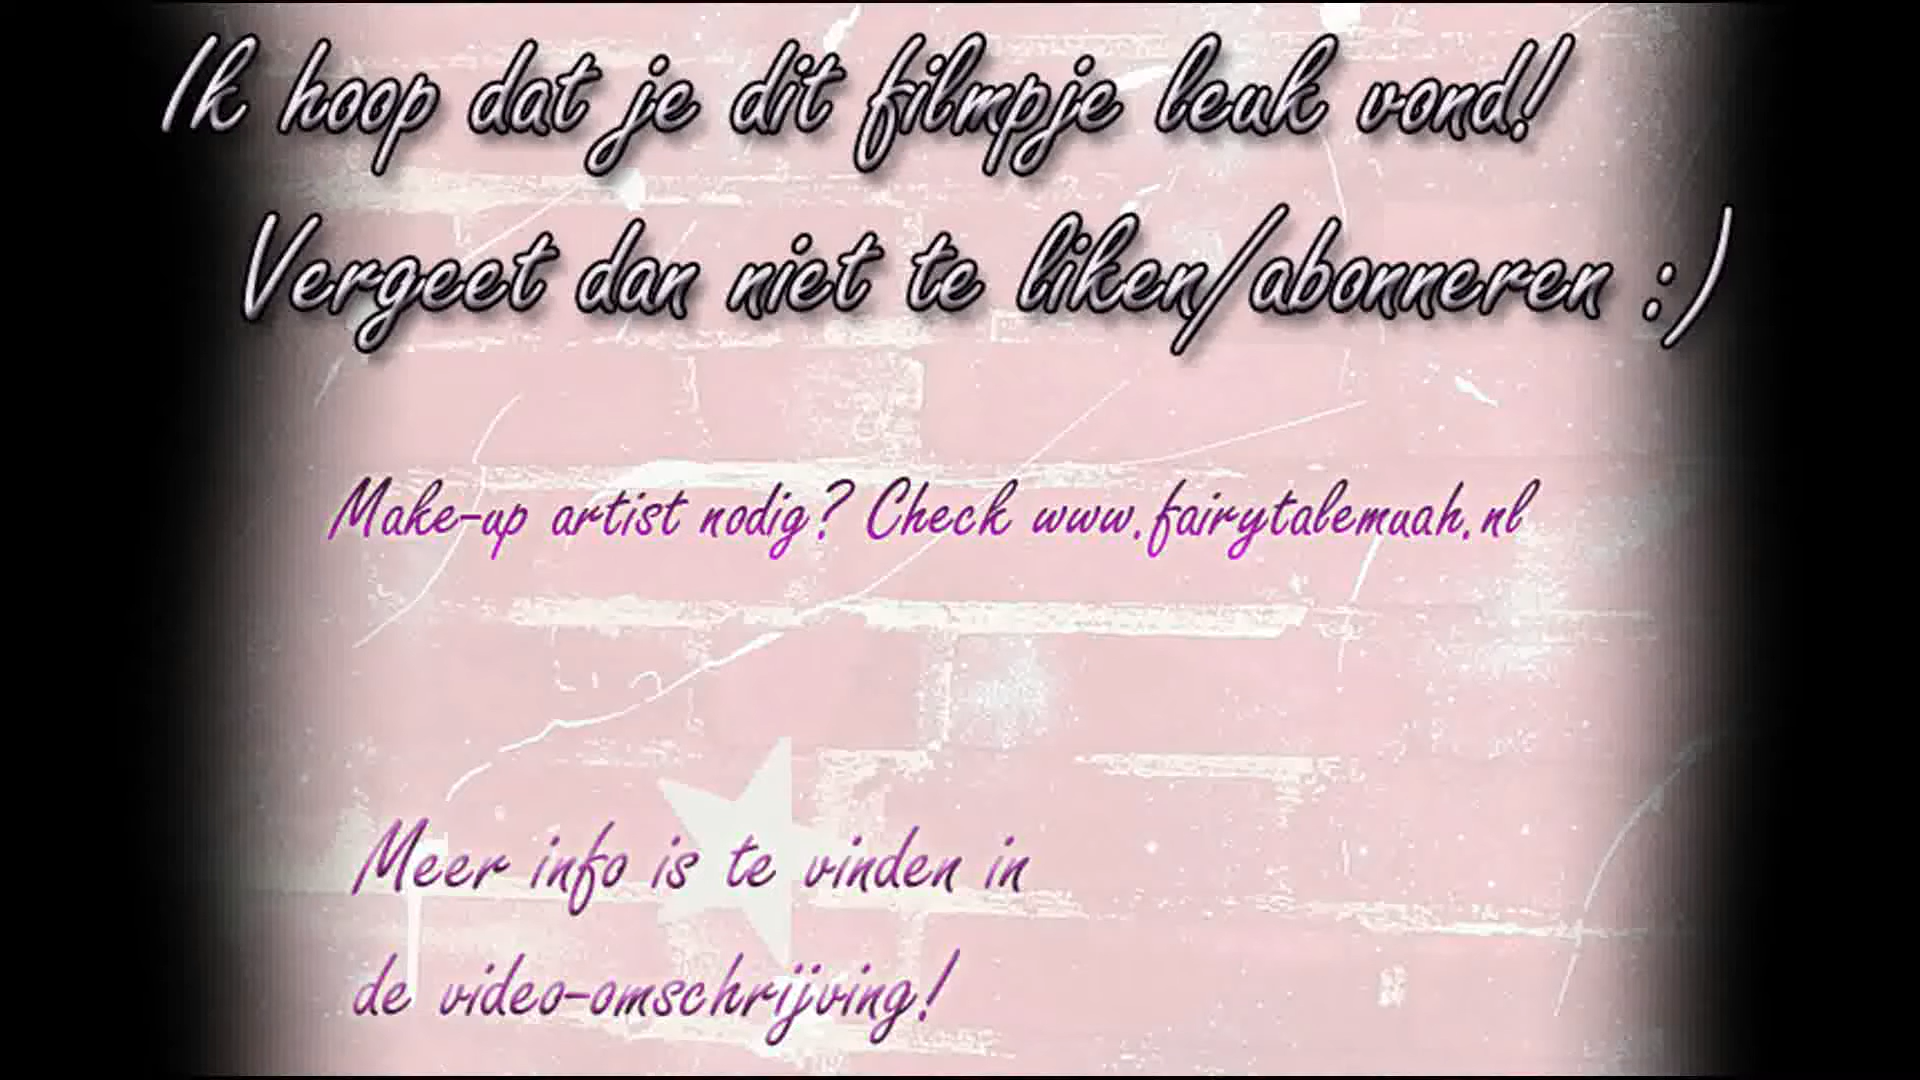 Ik hoop dat je dit filmpje leuk vond!
Vergeet dan niet te liken/abonneren :)
Make-up artist nodig? Check www.fairytalemuah.nl
Meer info is te vinden in
de video-omschrijving!